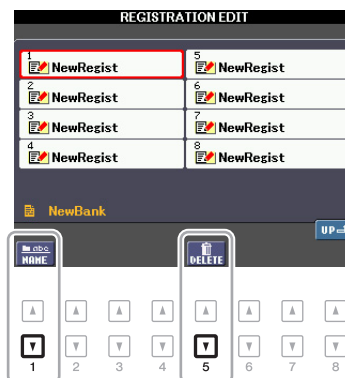 REGISTRATION EDIT
1 NewRegist
5 NewRegist
2 NewRegist
6 NewRegist
3 NewRegist
7 NewRegist
4 NewRegist
8 NewRegist
NewBank
UP
abc
NAME
DELETE
1 2 3 4 5 6 7 8